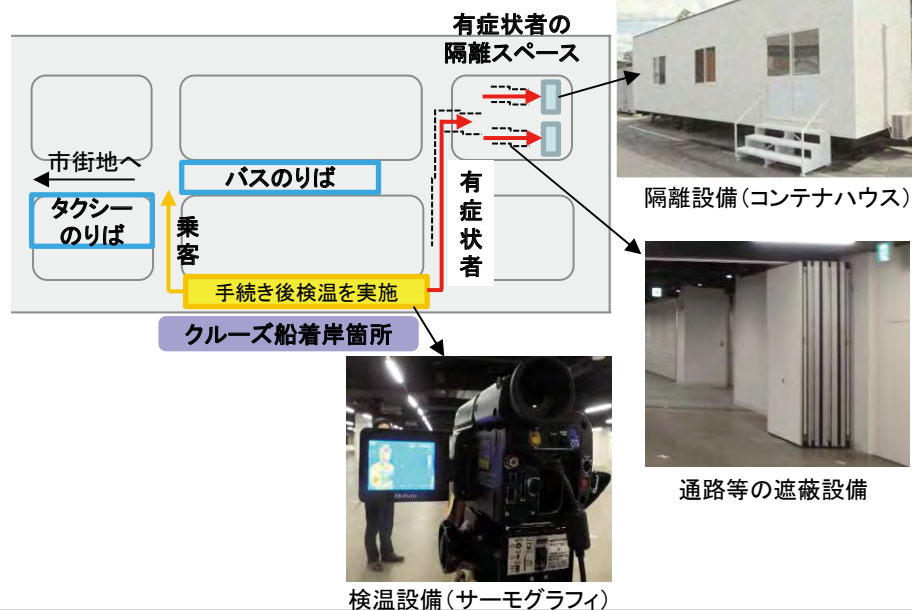 有症状者の
隔離スペース
市街地へ
バスのりば
タクシー
のりば
乗客
有症状者
手続き後検温を実施
クルーズ船着岸箇所
隔離設備(コンテナハウス)
通路等の遮蔽設備
検温設備(サーモグラフィ)